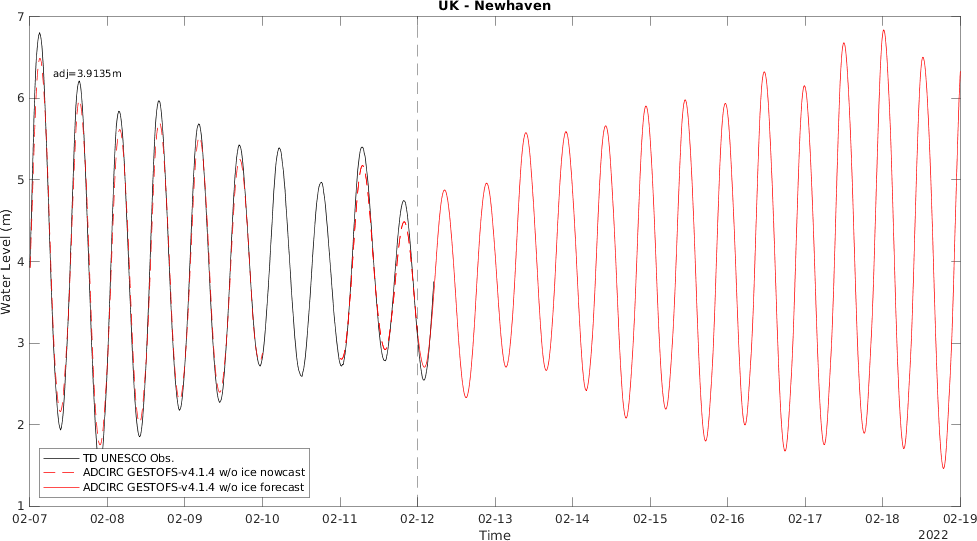 UK - Newhaven
7
adj=3.9135m
6
5
4
3
2
1
Water Level (m)
TD UNESCO Obs.
ADCIRC GESTOFS-v4.1.4 w/o ice nowcast
ADCIRC GESTOFS-v4.1.4 w/o ice forecast
02-07 02-08 02-09 02-10 02-11 02-12 02-13 02-14 02-15 02-16 02-17 02-18 02-19
Time 2022